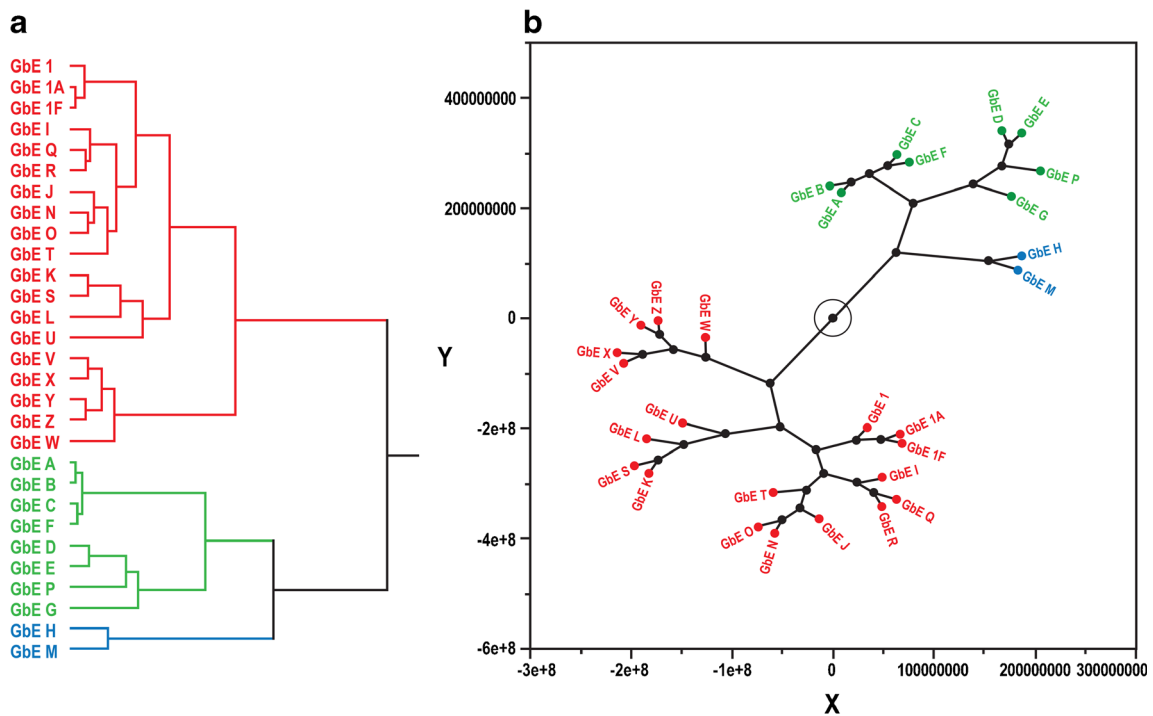 a
GbE 1
GbE 1A
GbE 1F
GbE I
GbE Q
GbE R
GbE J
GbE N
GbE O
GbE T
GbE K
GbE S
GbE L
GbE U
GbE V
GbE X
GbE Y
GbE Z
GbE W
GbE A
GbE B
GbE C
GbE F
GbE D
GbE E
GbE P
GbE G
GbE H
GbE M
b
Y
400000000
200000000
0
-2e+8
-4e+8
-6e+8
GbE D
GbE E
GbE C
GbE F
GbE B
GbE A
GbE P
GbE G
GbE H
GbE M
GbE Y
GbE Z
GbE W
GbE X
GbE V
GbE U
GbE L
GbE S
GbE K
GbE 1
GbE 1A
GbE 1F
GbE I
GbE Q
GbE R
GbE T
GbE O
GbE N
GbE J
-3e+8
-2e+8
-1e+8
0
100000000
200000000
300000000
X